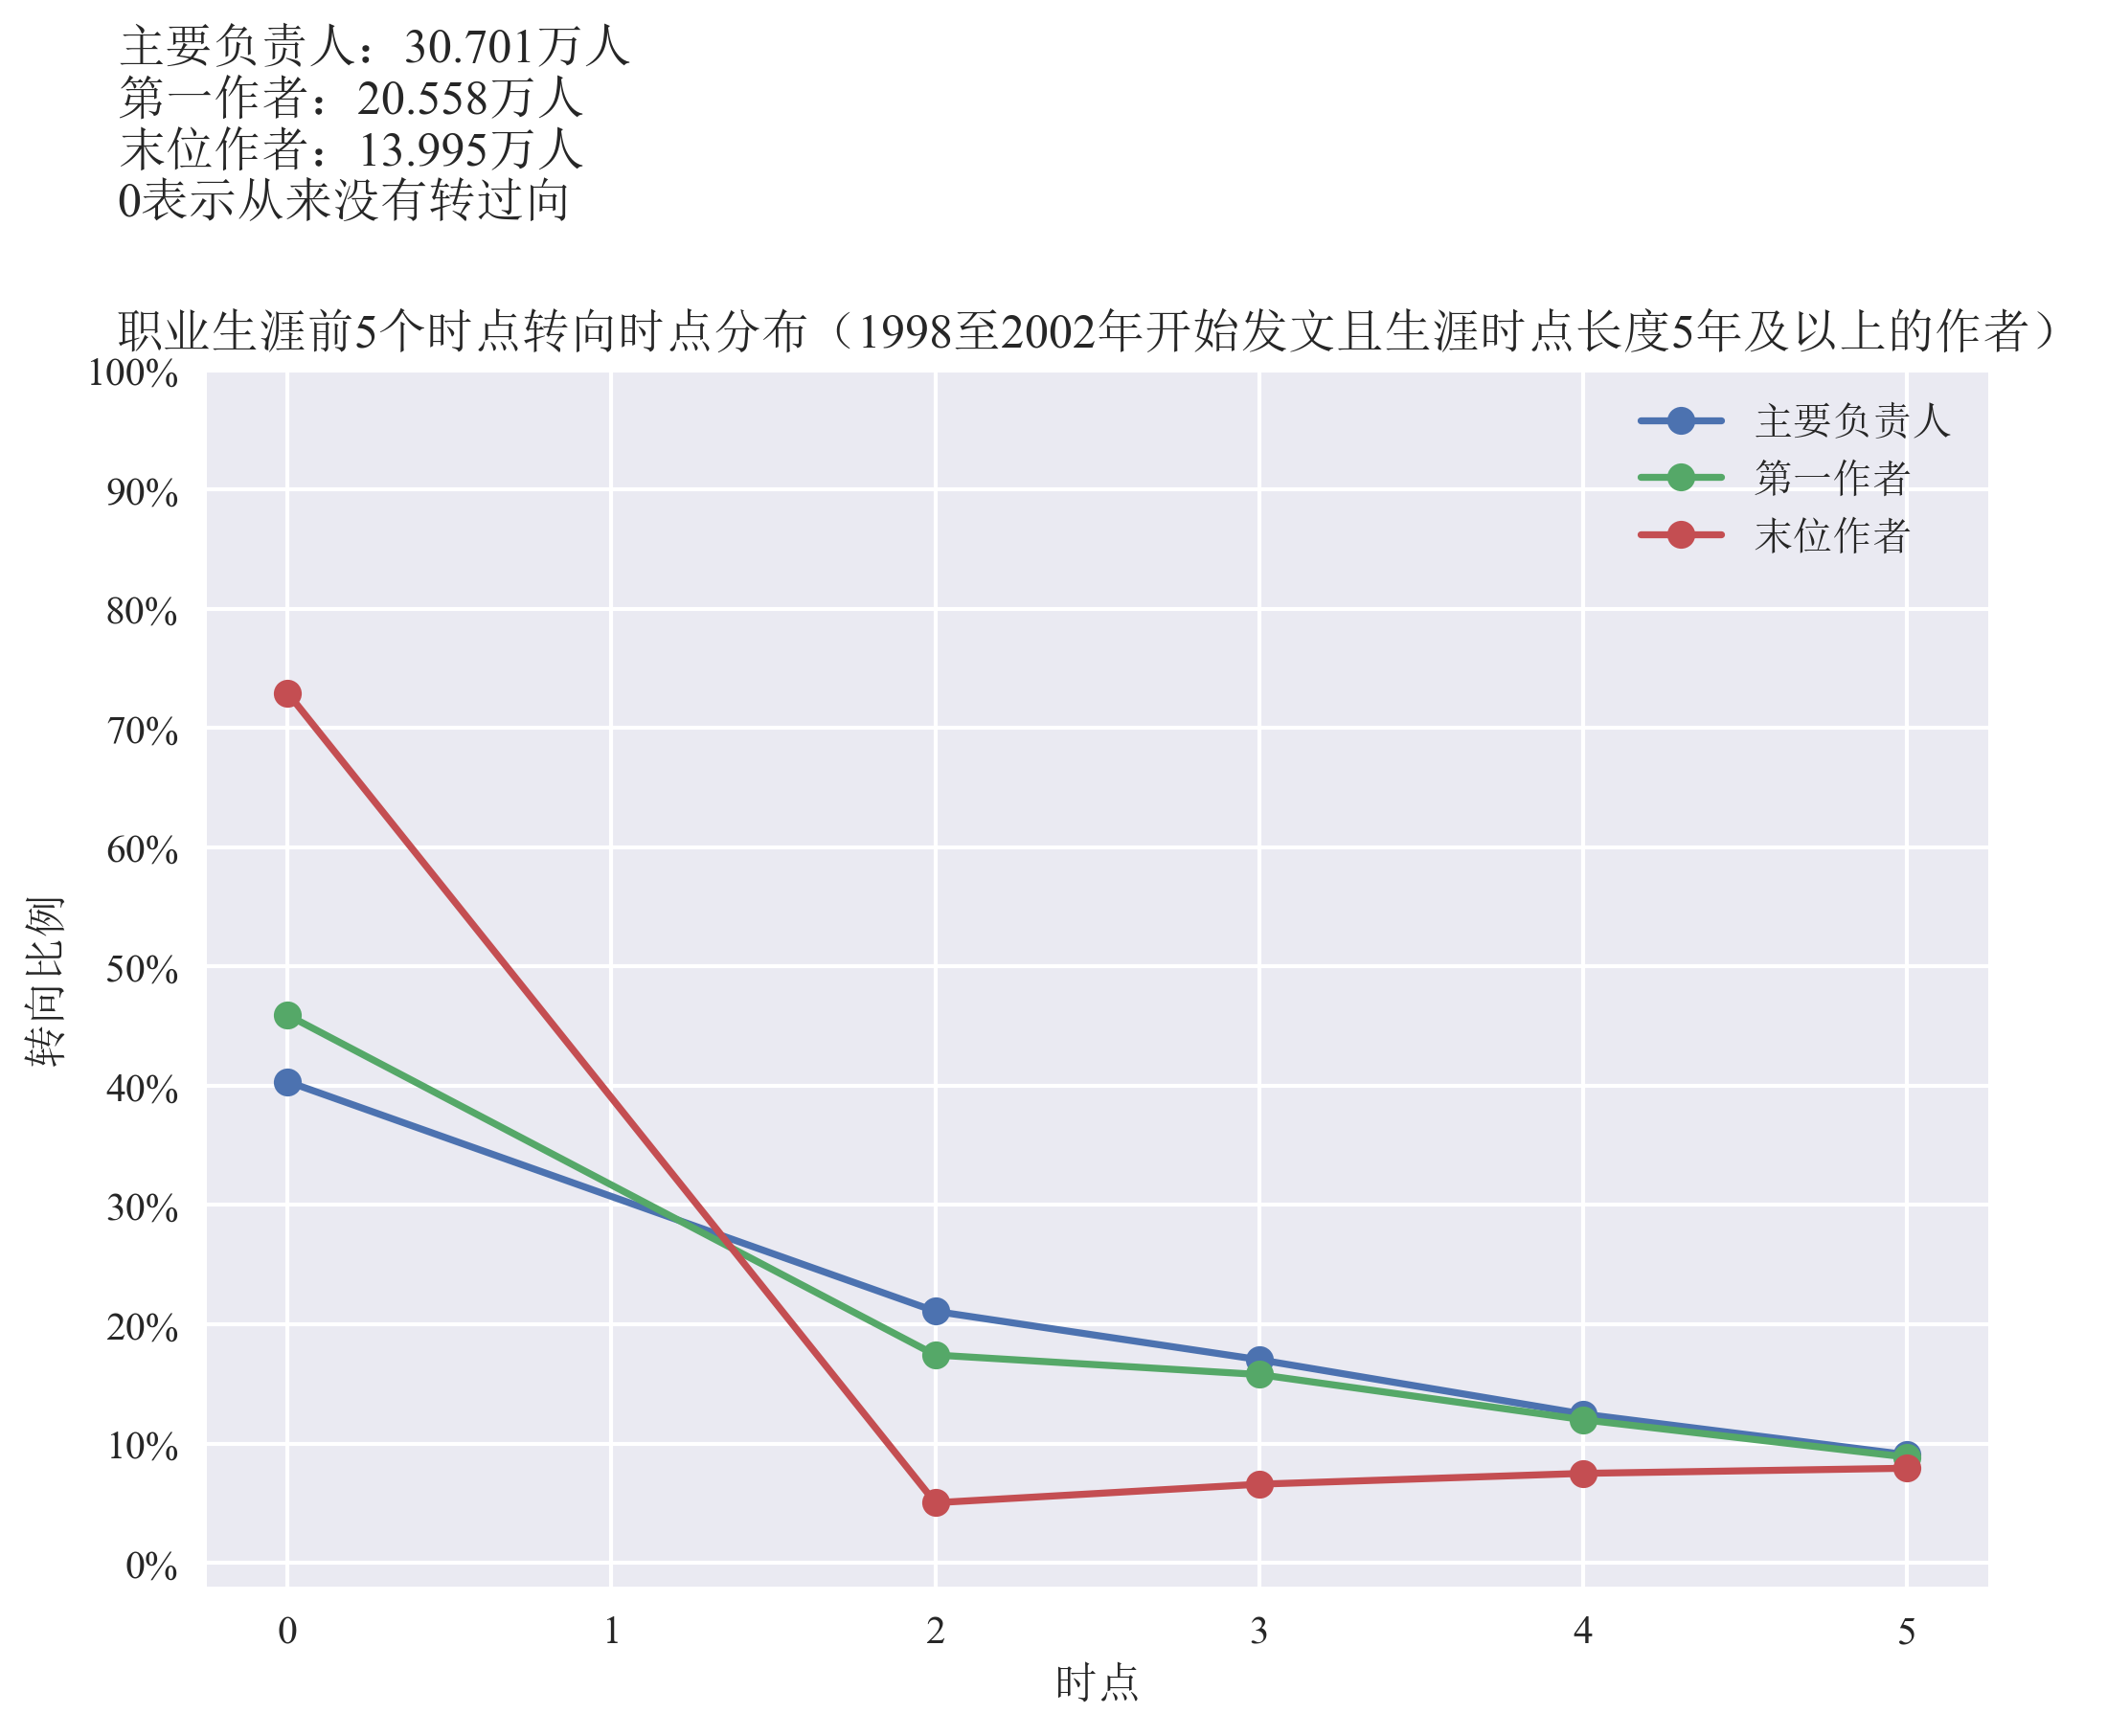 主要负责人：30.701万人
第一作者：20.558万人
末位作者：13.995万人
0表示从来没有转过向
职业生涯前5个时点转向时点分布（1998至2002年开始发文且生涯时点长度5年及以上的作者）
100%
90%
80%
70%
60%
50%
40%
30%
20%
10%
0%
转向比例
主要负责人
第一作者
末位作者
0 1 2 3 4 5
时点